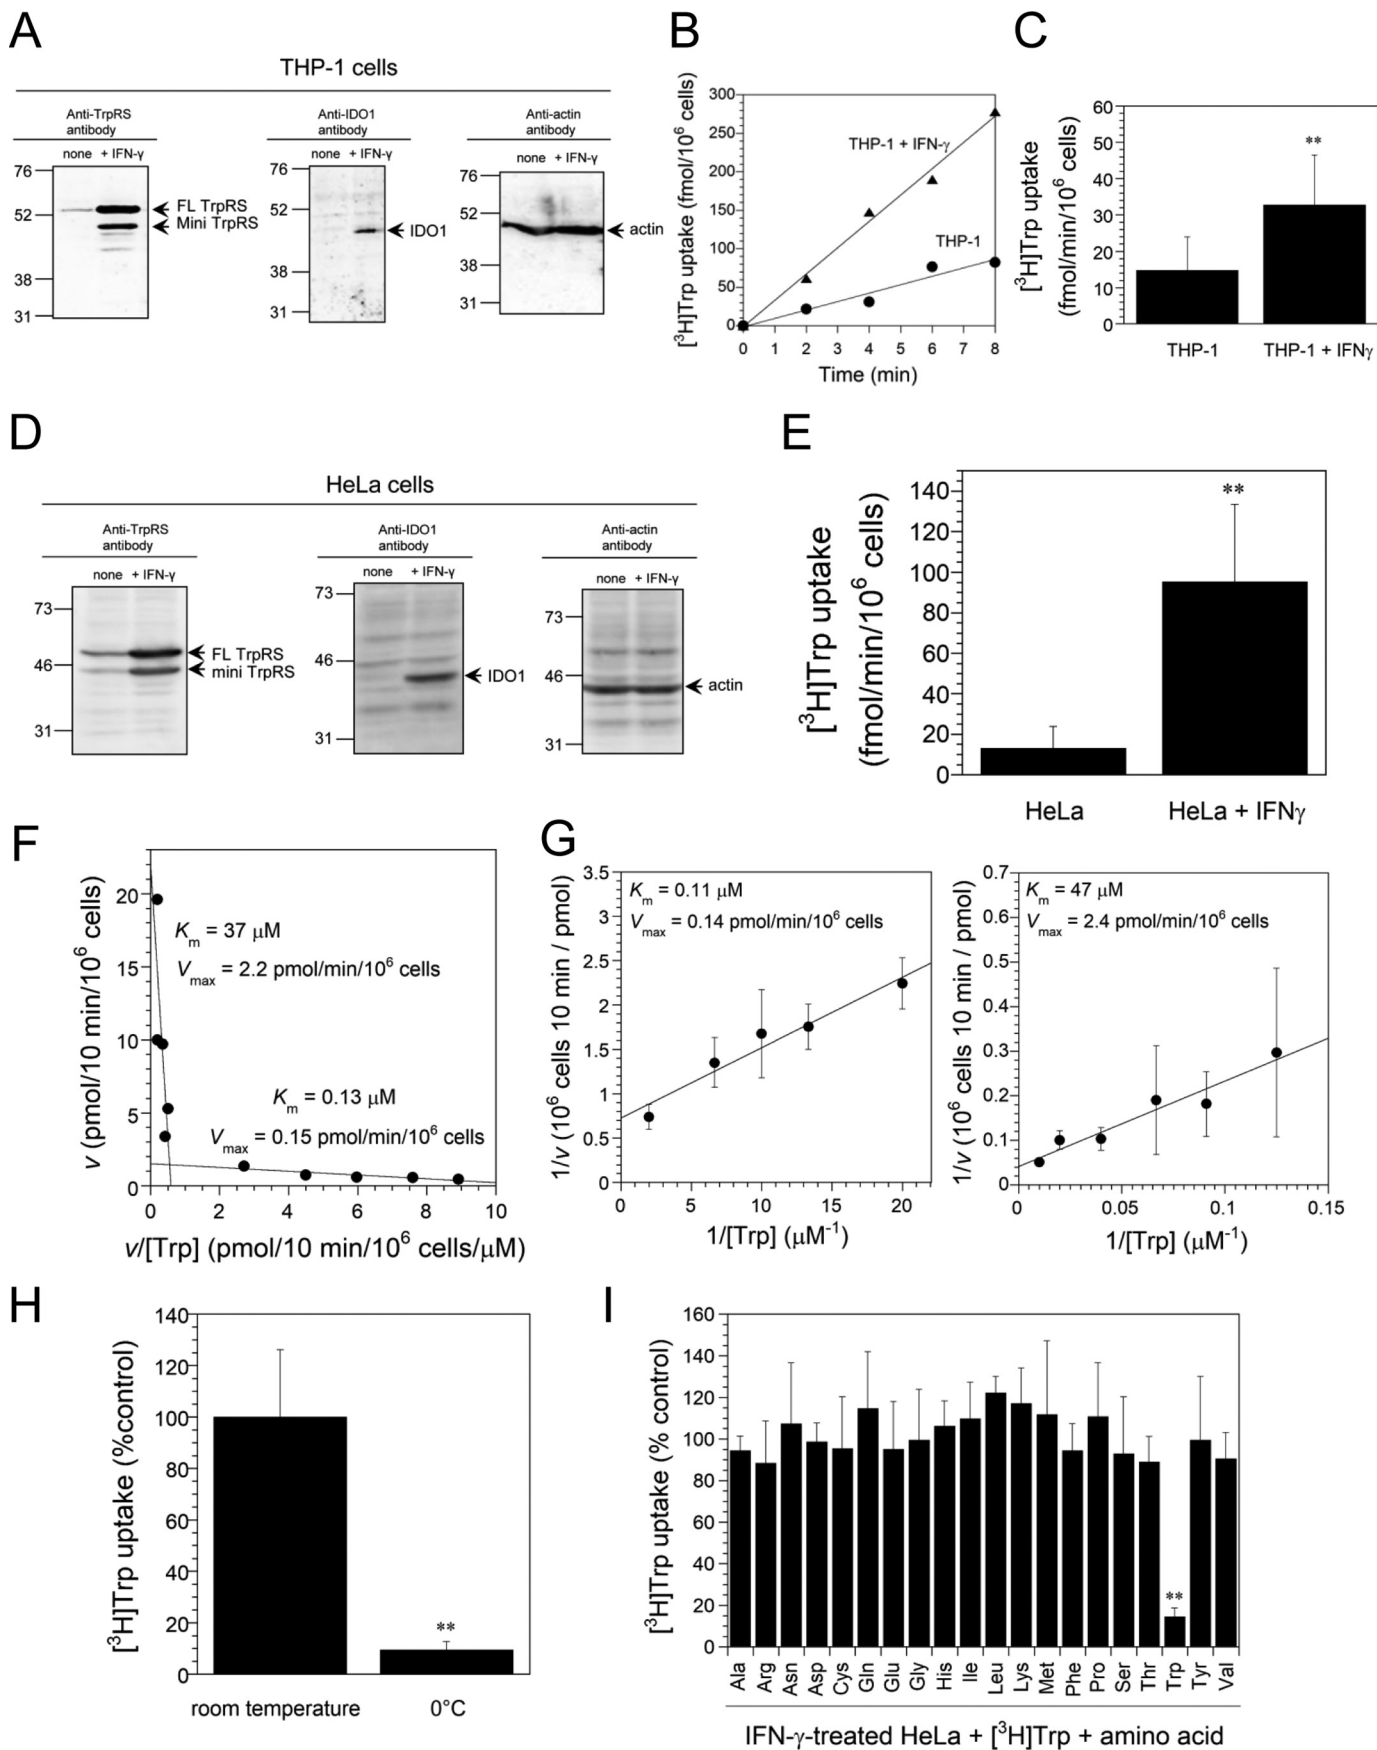 A
THP-1 cells
Anti-TrpRS
antibody
none + IFN-γ
76
52
38
31
FL TrpRS
Mini TrpRS
Anti-IDO1
antibody
none + IFN-γ
76
52
38
31
IDO1
Anti-actin
antibody
none + IFN-γ
76
52
38
31
actin
B
[³H]Trp uptake (fmol/10⁶ cells)
300
250
200
150
100
50
0
THP-1 + IFN-γ
THP-1
0 1 2 3 4 5 6 7 8
Time (min)
C
[³H]Trp uptake
(fmol/min/10⁶ cells)
60
50
40
30
20
10
0
**
THP-1 THP-1 + IFNγ
D
HeLa cells
Anti-TrpRS
antibody
none + IFN-γ
73
46
31
FL TrpRS
mini TrpRS
Anti-IDO1
antibody
none + IFN-γ
73
46
31
IDO1
Anti-actin
antibody
none + IFN-γ
73
46
31
actin
E
[³H]Trp uptake
(fmol/min/10⁶ cells)
140
120
100
80
60
40
20
0
**
HeLa HeLa + IFNγ
F
v (pmol/10 min/10⁶ cells)
20
15
10
5
0
Kₘ = 37 μM
Vₘₐₓ = 2.2 pmol/min/10⁶ cells
Kₘ = 0.13 μM
Vₘₐₓ = 0.15 pmol/min/10⁶ cells
0 2 4 6 8 10
v/[Trp] (pmol/10 min/10⁶ cells/μM)
G
1/v (10⁶ cells 10 min / pmol)
3.5
3
2.5
2
1.5
1
0.5
0
Kₘ = 0.11 μM
Vₘₐₓ = 0.14 pmol/min/10⁶ cells
0 5 10 15 20
1/[Trp] (μM⁻¹)
1/v (10⁶ cells 10 min / pmol)
0.7
0.6
0.5
0.4
0.3
0.2
0.1
0
Kₘ = 47 μM
Vₘₐₓ = 2.4 pmol/min/10⁶ cells
0 0.05 0.1 0.15
1/[Trp] (μM⁻¹)
H
[³H]Trp uptake (%control)
140
120
100
80
60
40
20
0
**
room temperature 0°C
I
[³H]Trp uptake (% control)
160
140
120
100
80
60
40
20
0
**
Ala Arg Asn Asp Cys Gln Glu Gly His Ile Leu Lys Met Phe Pro Ser Thr Trp Tyr Val
IFN-γ-treated HeLa + [³H]Trp + amino acid